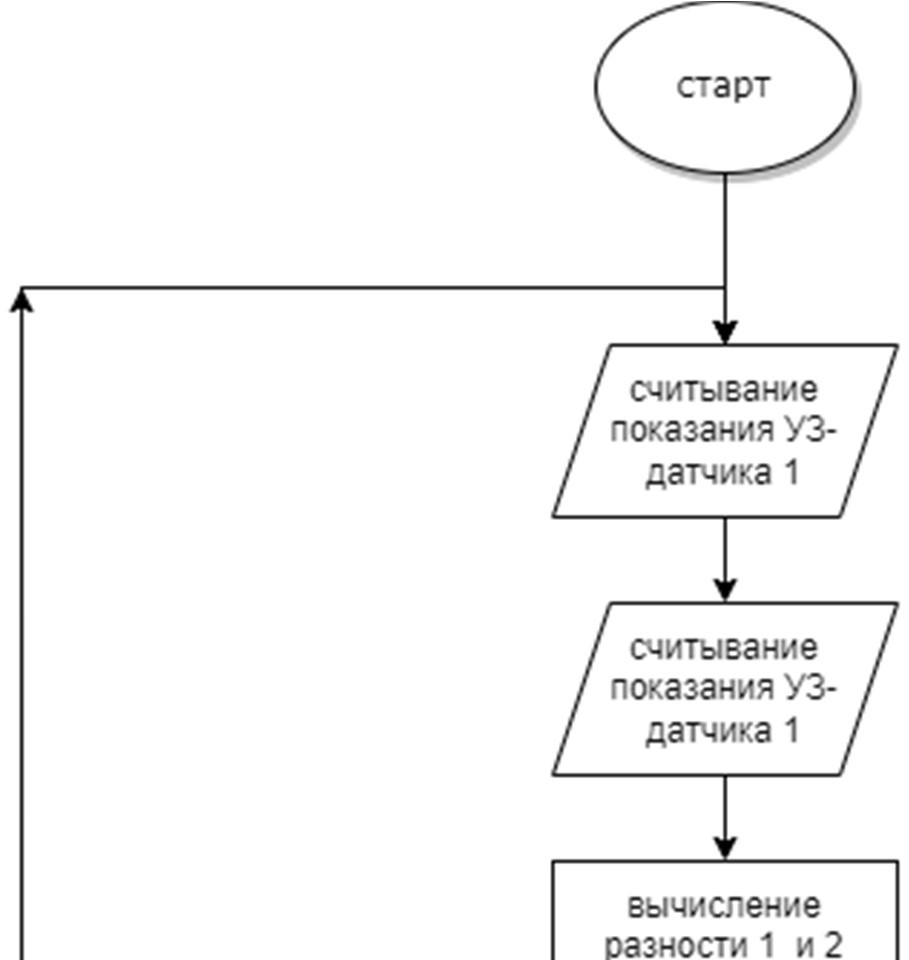 старт
считывание
показания УЗ-
датчика 1
считывание
показания УЗ-
датчика 1
вычисление
разности 1 и 2